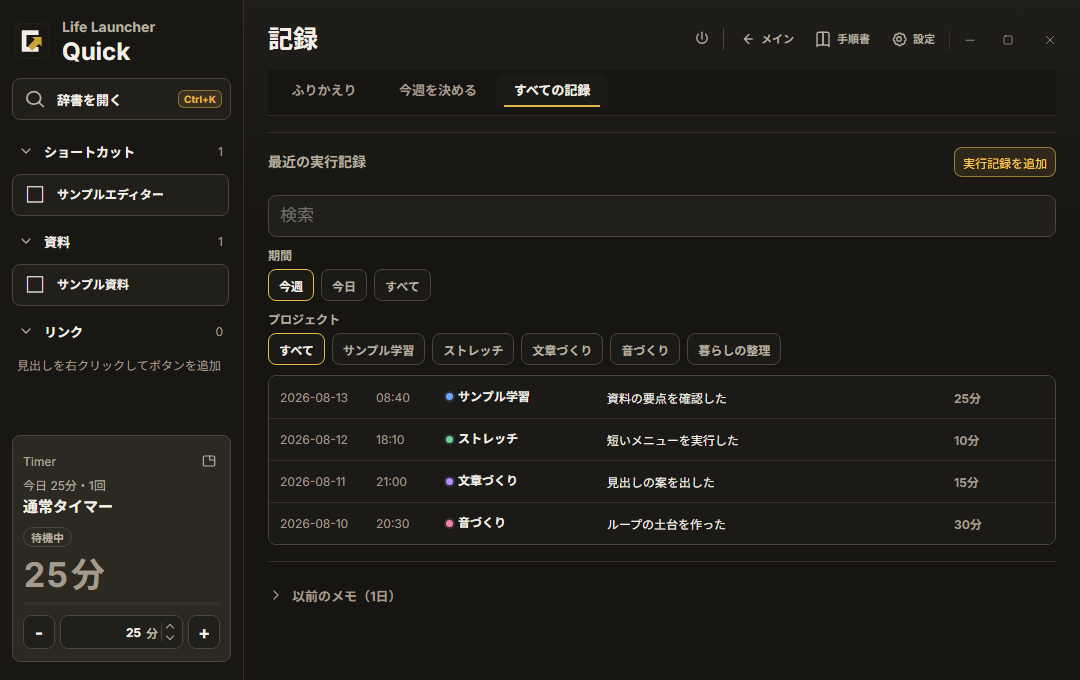 Life Launcher
Quick
辞書を開く Ctrl+K
ショートカット 1
サンプルエディター
資料 1
サンプル資料
リンク 0
見出しを右クリックしてボタンを追加
Timer
今日 25分・1回
通常タイマー
待機中
25分
- 25 分 +
記録
メイン 手順書 設定
ふりかえり 今週を決める すべての記録
最近の実行記録 実行記録を追加
検索
期間
今週 今日 すべて
プロジェクト
すべて サンプル学習 ストレッチ 文章づくり 音づくり 暮らしの整理
2026-08-13 08:40 サンプル学習 資料の要点を確認した 25分
2026-08-12 18:10 ストレッチ 短いメニューを実行した 10分
2026-08-11 21:00 文章づくり 見出しの案を出した 15分
2026-08-10 20:30 音づくり ループの土台を作った 30分
以前のメモ（1日）